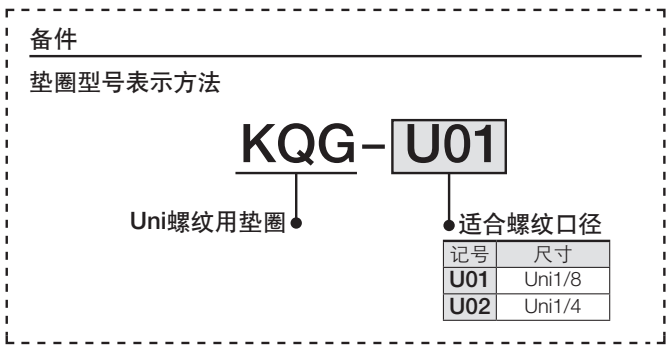 备件
垫圈型号表示方法
KQG-U01
Uni螺纹用垫圈
适合螺纹口径
记号 尺寸
U01 Uni1/8
U02 Uni1/4